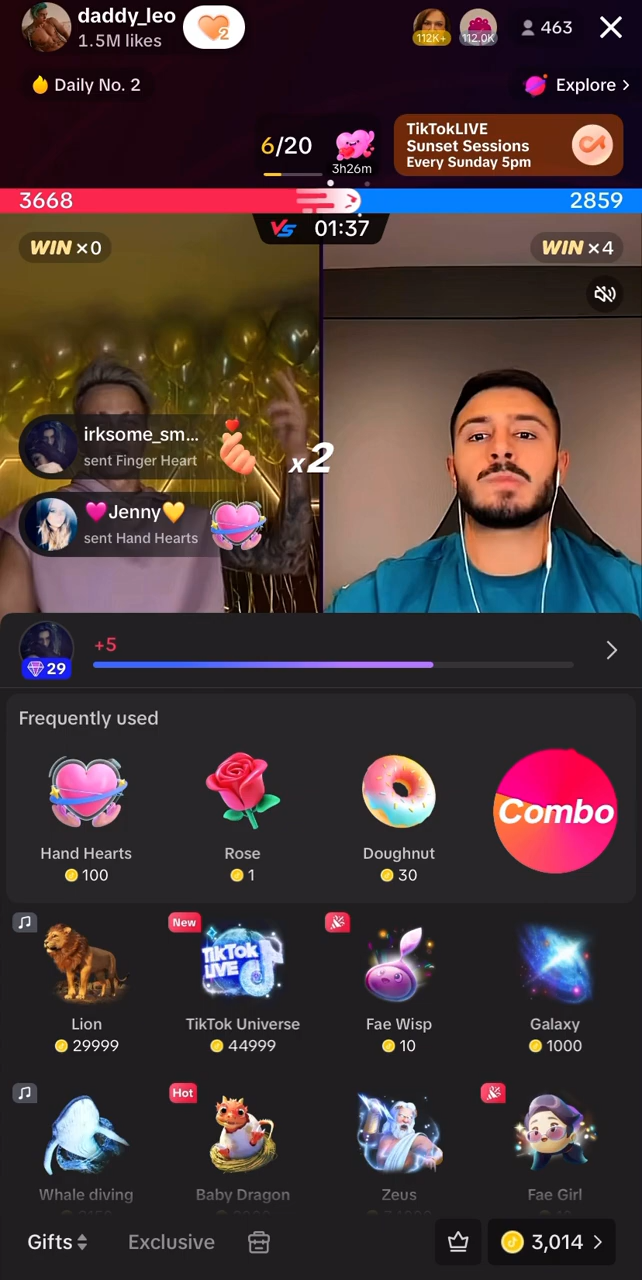 daddy_leo
1.5M likes
2
112K+
112.0K
463
Daily No. 2
Explore
6/20
3h26m
TikTokLIVE
Sunset Sessions
Every Sunday 5pm
3668
2859
VS 01:37
WIN ×0
WIN ×4
irksome_sm...
sent Finger Heart
x2
Jenny
sent Hand Hearts
+5
29
Frequently used
Hand Hearts
100
Rose
1
Doughnut
30
Combo
Lion
29999
New
TikTok LIVE
TikTok Universe
44999
Fae Wisp
10
Galaxy
1000
Whale diving
Hot
Baby Dragon
Zeus
Fae Girl
Gifts
Exclusive
3,014